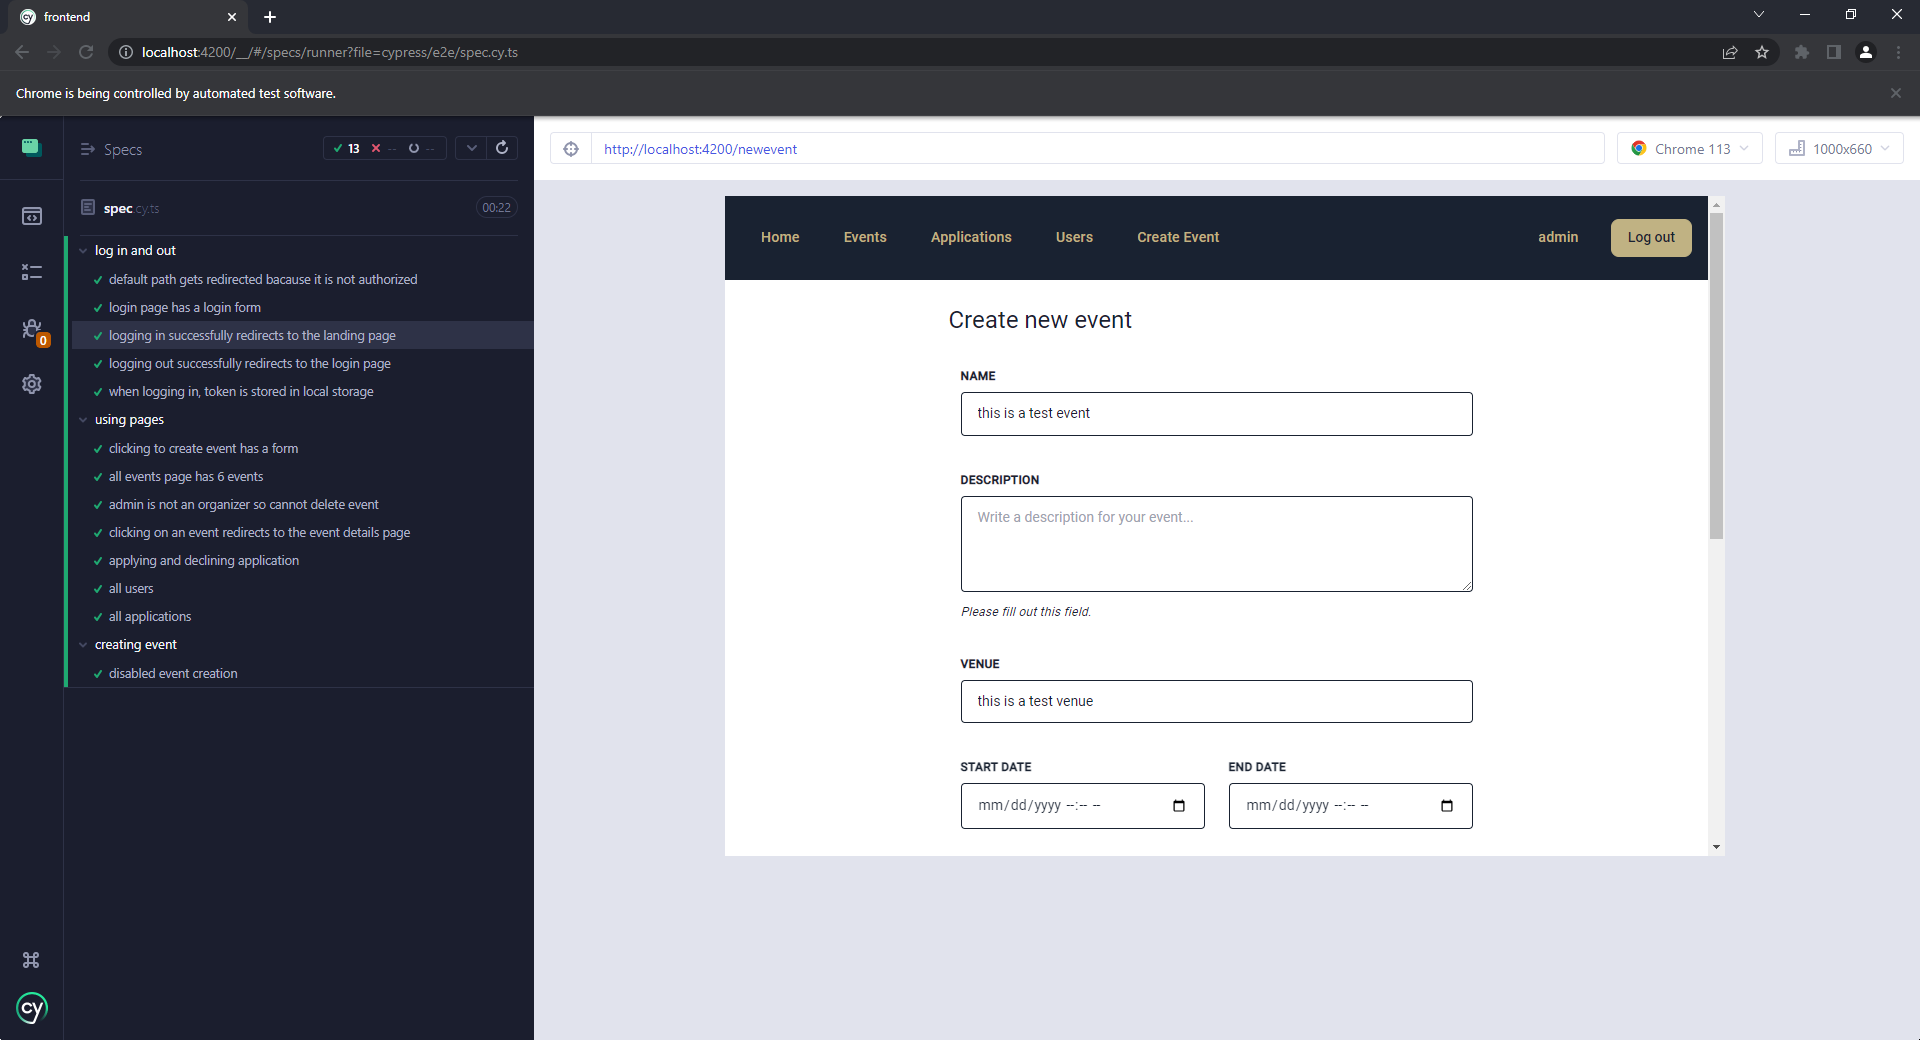 frontend
localhost:4200/__/#/specs/runner?file=cypress/e2e/spec.cy.ts
Chrome is being controlled by automated test software.
Specs
13 -- --
http://localhost:4200/newevent
Chrome 113
1000x660
spec.cy.ts
00:22
log in and out
default path gets redirected bacause it is not authorized
login page has a login form
logging in successfully redirects to the landing page
logging out successfully redirects to the login page
when logging in, token is stored in local storage
using pages
clicking to create event has a form
all events page has 6 events
admin is not an organizer so cannot delete event
clicking on an event redirects to the event details page
applying and declining application
all users
all applications
creating event
disabled event creation
0
cy
Home Events Applications Users Create Event admin Log out
Create new event
NAME
this is a test event
DESCRIPTION
Write a description for your event...
Please fill out this field.
VENUE
this is a test venue
START DATE END DATE
mm/dd/yyyy --:-- -- mm/dd/yyyy --:-- --